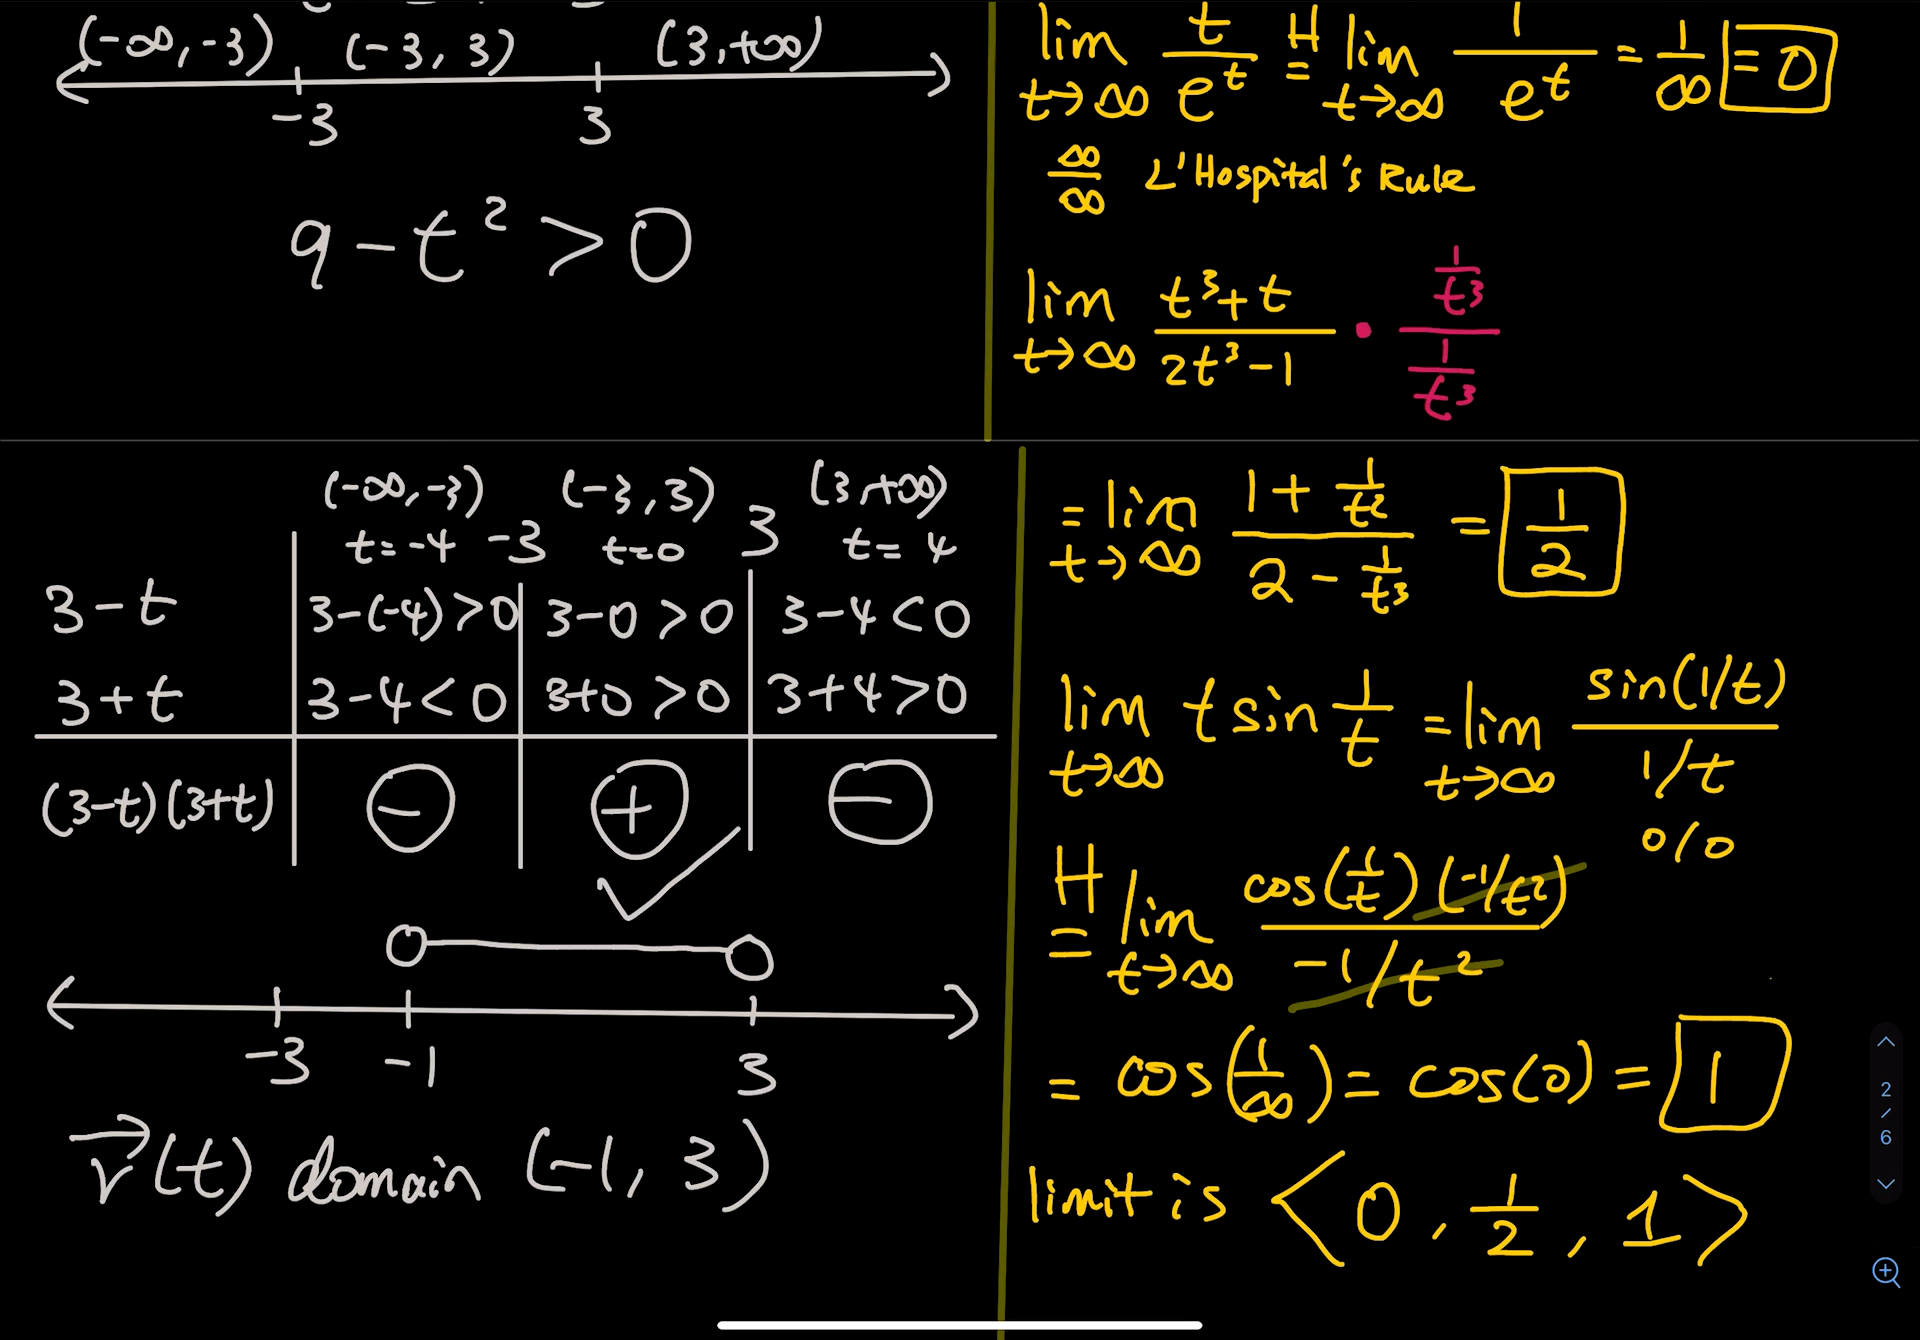 (-∞, -3) (-3, 3) (3, +∞)
-3 3
9 - t² > 0
(-∞, -3) (-3, 3) (3, +∞)
t = -4 -3 t = 0 3 t = 4
3 - t 3-(-4) > 0 3-0 > 0 3-4 < 0
3 + t 3-4 < 0 3+0 > 0 3+4 > 0
(3-t)(3+t) - + -
-3 -1 3
r⃗(t) domain (-1, 3)
lim t→∞ t/e^t =H lim t→∞ 1/e^t = 1/∞ = 0
∞/∞ L'Hospital's Rule
lim t→∞ (t³+t)/(2t³-1) • (1/t³)/(1/t³)
= lim t→∞ (1 + 1/t²)/(2 - 1/t³) = 1/2
lim t→∞ t sin 1/t = lim t→∞ sin(1/t)/(1/t)
0/0
H= lim t→∞ cos(1/t)(-1/t²)/(-1/t²)
= cos(1/∞) = cos(0) = 1
limit is <0, 1/2, 1>
2
/
6